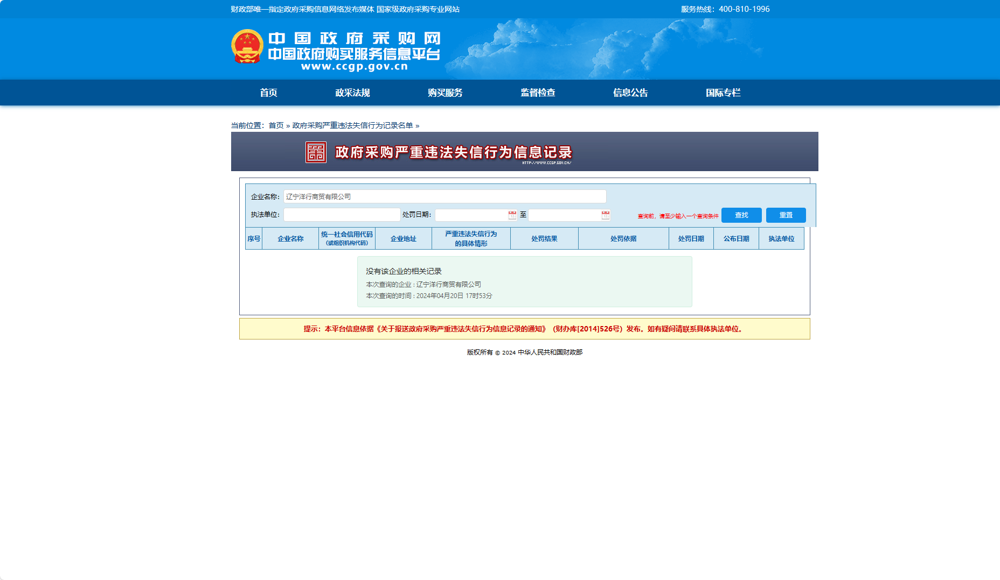 财政部唯一指定政府采购信息网络发布媒体 国家级政府采购专业网站
服务热线：400-810-1996
中国政府采购网
中国政府购买服务信息平台
www.ccgp.gov.cn
首页 政采法规 购买服务 监督检查 信息公告 国际专栏
当前位置：首页 » 政府采购严重违法失信行为记录名单 »
政府采购严重违法失信行为信息记录
HTTP://WWW.CCGP.GOV.CN/
企业名称： 辽宁洋行商贸有限公司
执法单位： 处罚日期： 至 查询前，请至少输入一个查询条件 查找 重置
序号 企业名称 统一社会信用代码 （或组织机构代码） 企业地址 严重违法失信行为 的具体情形 处罚结果 处罚依据 处罚日期 公布日期 执法单位
没有该企业的相关记录
本次查询的企业 : 辽宁洋行商贸有限公司
本次查询的时间 : 2024年04月20日 17时53分
提示：本平台信息依据《关于报送政府采购严重违法失信行为信息记录的通知》（财办库[2014]526号）发布。如有疑问请联系具体执法单位。
版权所有 © 2024 中华人民共和国财政部